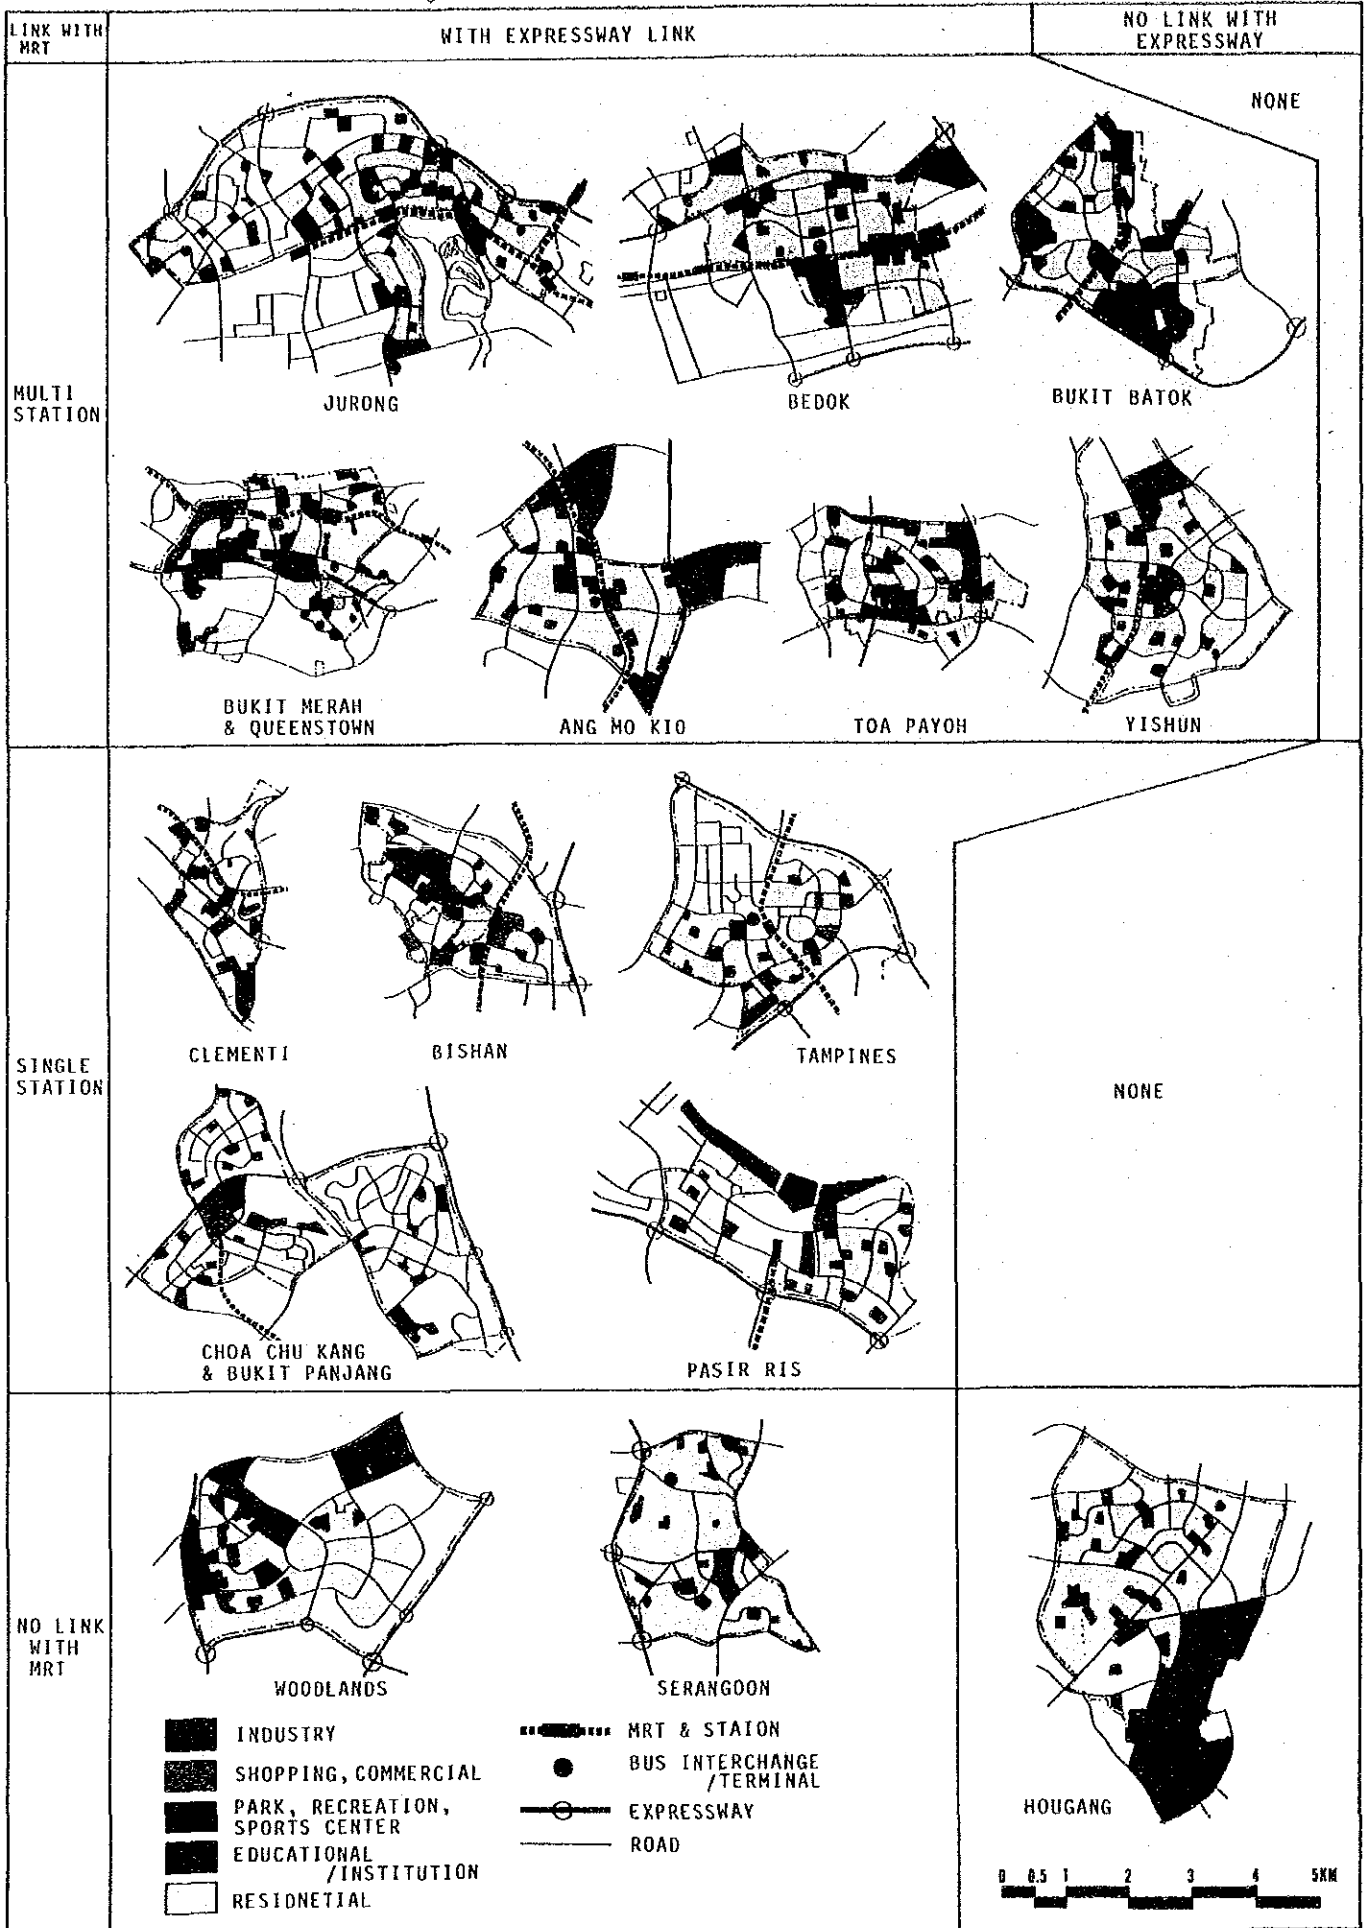 LINK WITH
MRT
WITH EXPRESSWAY LINK
NO LINK WITH
EXPRESSWAY
NONE
MULTI
STATION
JURONG
BEDOK
BUKIT BATOK
BUKIT MERAH
& QUEENSTOWN
ANG MO KIO
TOA PAYOH
YISHUN
SINGLE
STATION
CLEMENTI
BISHAN
TAMPINES
NONE
CHOA CHU KANG
& BUKIT PANJANG
PASIR RIS
NO LINK
WITH
MRT
WOODLANDS
SERANGOON
HOUGANG
INDUSTRY
SHOPPING, COMMERCIAL
PARK, RECREATION,
SPORTS CENTER
EDUCATIONAL
/INSTITUTION
RESIDNETIAL
MRT & STAION
BUS INTERCHANGE
/TERMINAL
EXPRESSWAY
ROAD
0 0.5 1 2 3 4 5KM